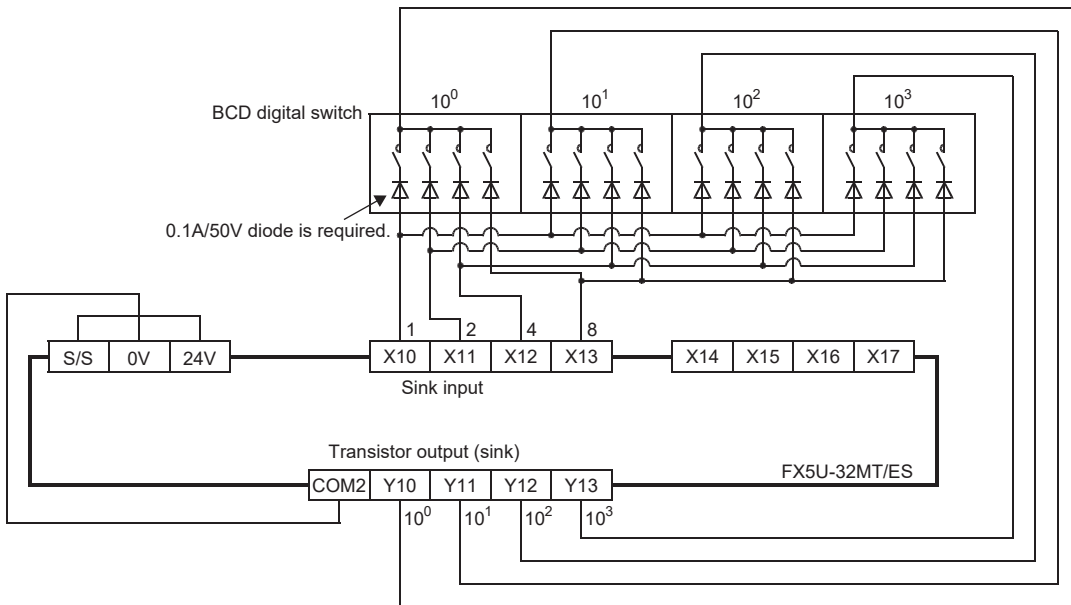 10⁰ 10¹ 10² 10³
BCD digital switch
0.1A/50V diode is required.
1 2 4 8
S/S 0V 24V X10 X11 X12 X13 X14 X15 X16 X17
Sink input
Transistor output (sink)
FX5U-32MT/ES
COM2 Y10 Y11 Y12 Y13
10⁰ 10¹ 10² 10³